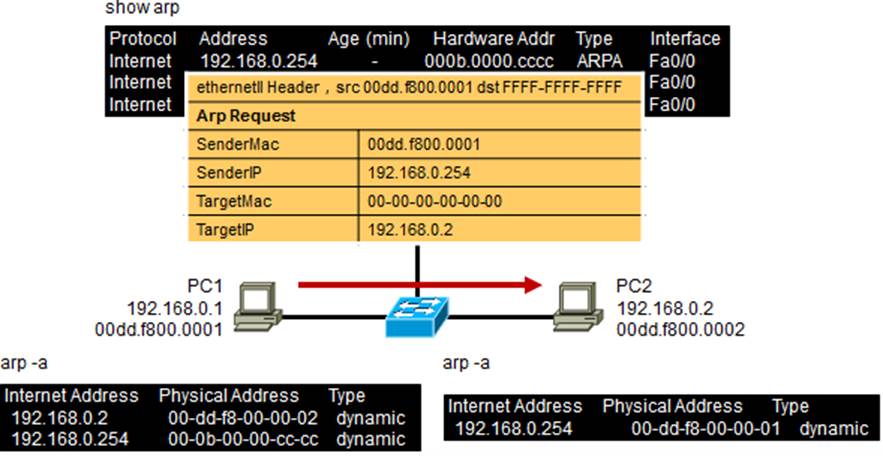 show arp
Protocol Address Age (min) Hardware Addr Type Interface
Internet 192.168.0.254 - 000b.0000.cccc ARPA Fa0/0
Internet Fa0/0
Internet Fa0/0
ethernetII Header，src 00dd.f800.0001 dst FFFF-FFFF-FFFF
Arp Request
SenderMac 00dd.f800.0001
SenderIP 192.168.0.254
TargetMac 00-00-00-00-00-00
TargetIP 192.168.0.2
PC1
192.168.0.1
00dd.f800.0001
PC2
192.168.0.2
00dd.f800.0002
arp -a
Internet Address Physical Address Type
192.168.0.2 00-dd-f8-00-00-02 dynamic
192.168.0.254 00-0b-00-00-cc-cc dynamic
arp -a
Internet Address Physical Address Type
192.168.0.254 00-dd-f8-00-00-01 dynamic